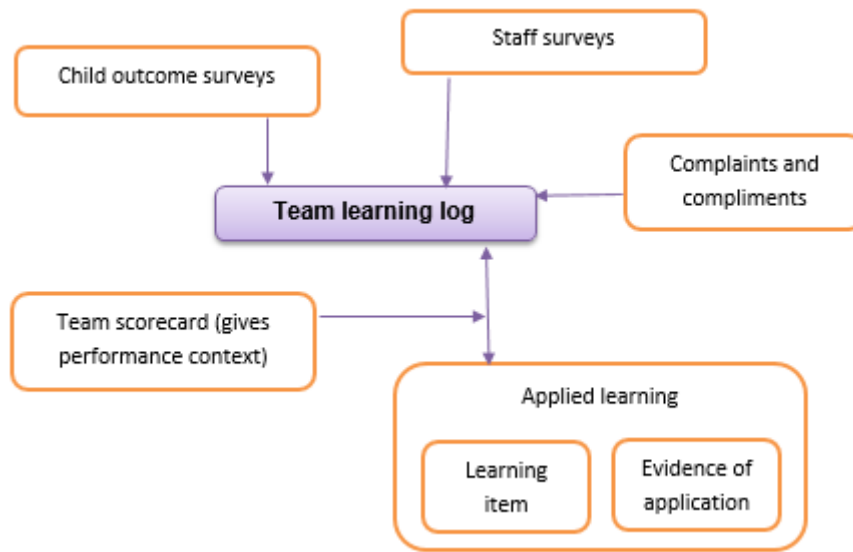 Staff surveys
Child outcome surveys
Complaints and
compliments
Team learning log
Team scorecard (gives
performance context)
Applied learning
Learning
item
Evidence of
application